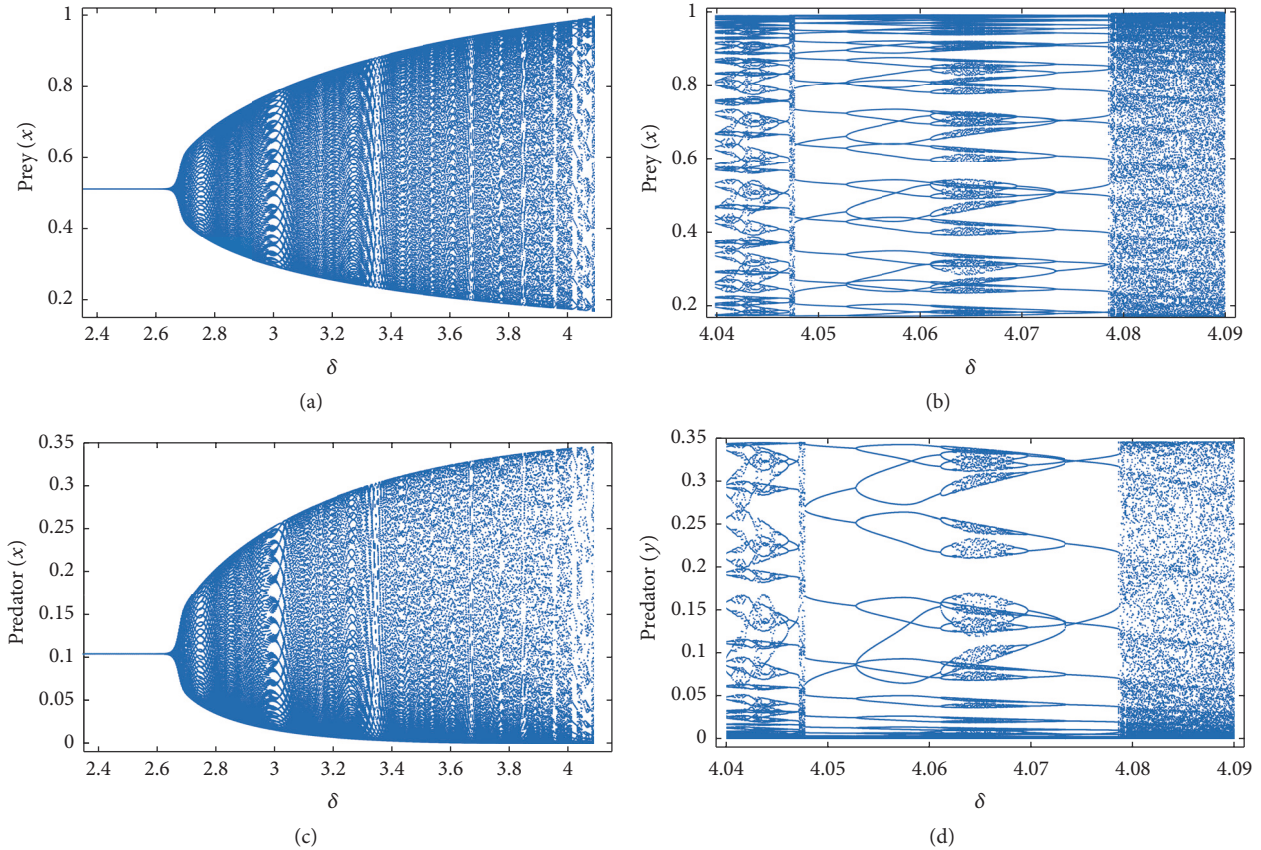 Prey (x)
1
0.8
0.6
0.4
0.2
2.4 2.6 2.8 3 3.2 3.4 3.6 3.8 4
δ
(a)
Prey (x)
1
0.8
0.6
0.4
0.2
4.04 4.05 4.06 4.07 4.08 4.09
δ
(b)
Predator (x)
0.35
0.3
0.25
0.2
0.15
0.1
0.05
0
2.4 2.6 2.8 3 3.2 3.4 3.6 3.8 4
δ
(c)
Predator (y)
0.35
0.3
0.25
0.2
0.15
0.1
0.05
0
4.04 4.05 4.06 4.07 4.08 4.09
δ
(d)